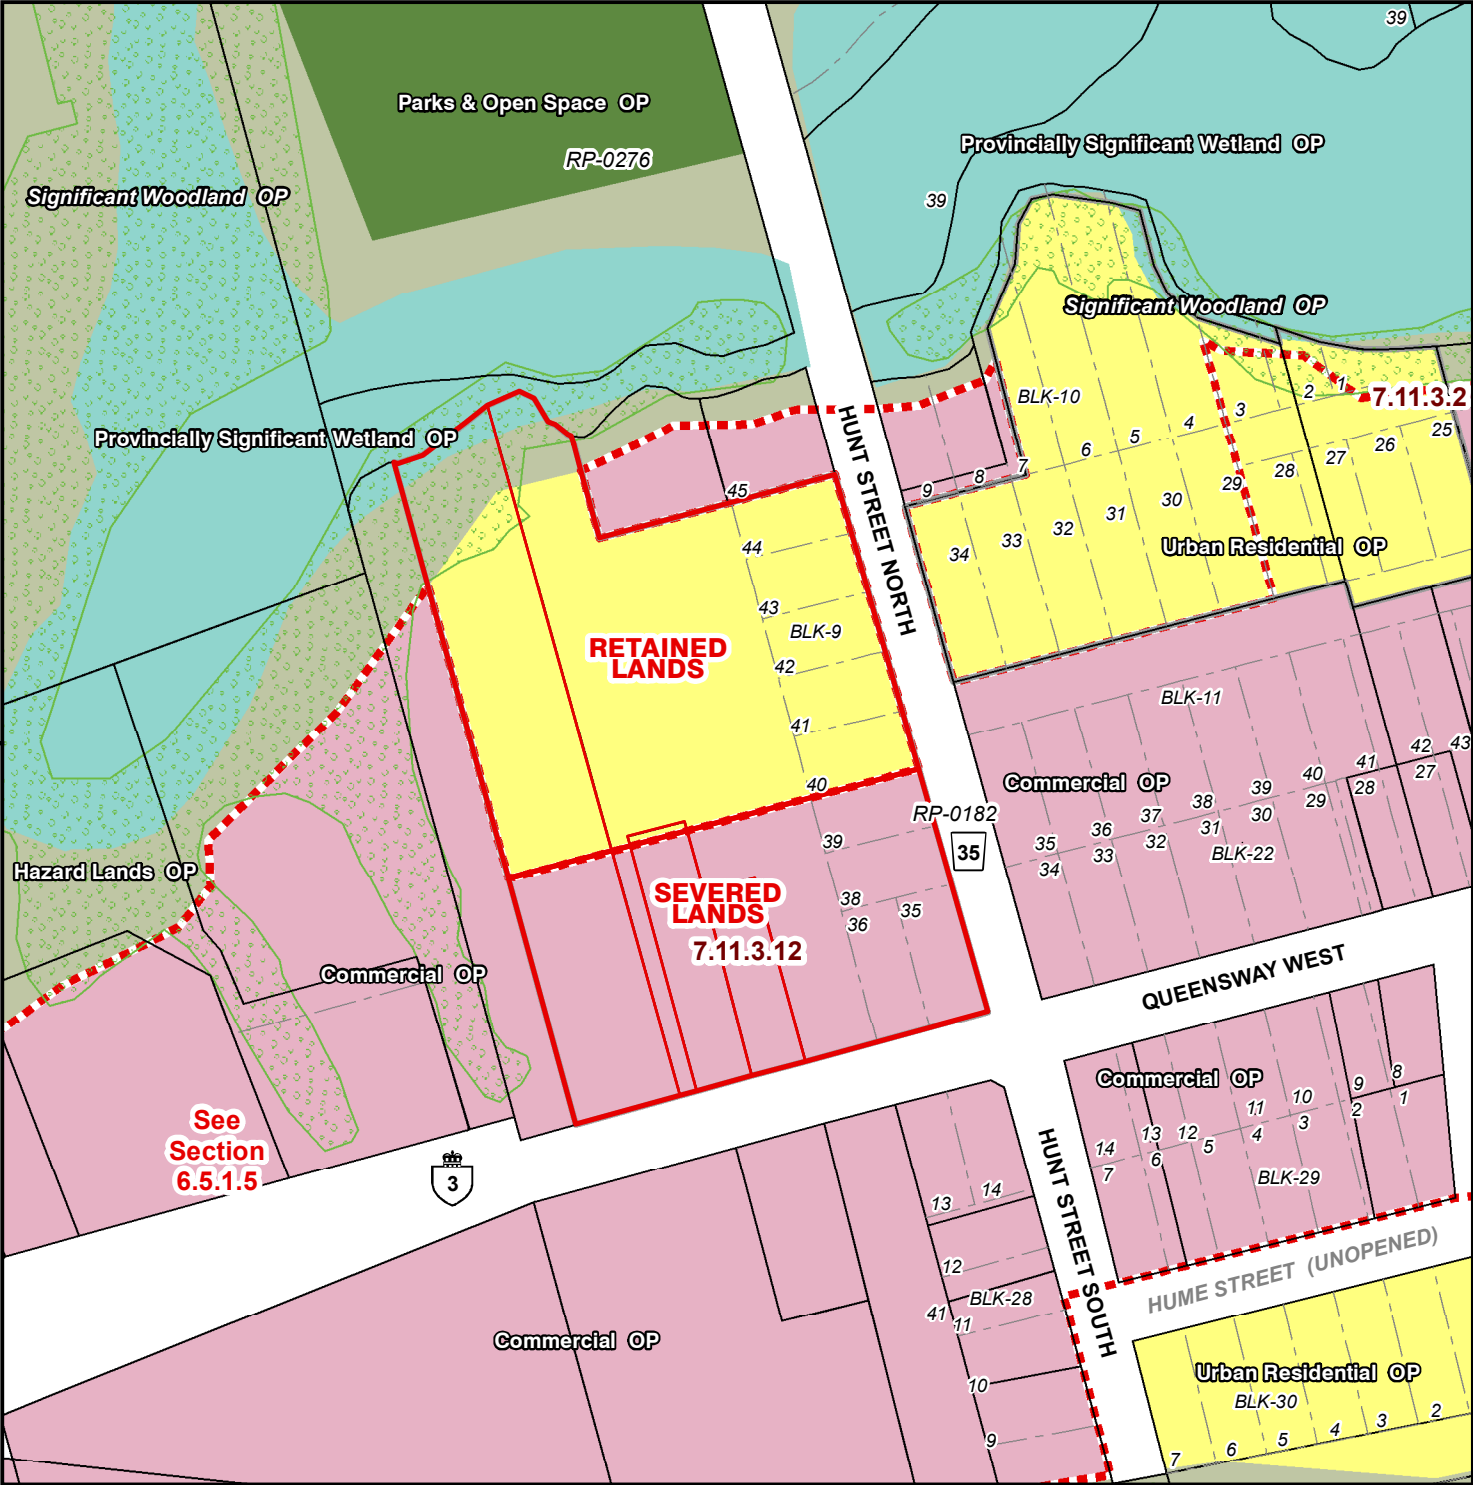 39
Parks & Open Space OP
RP-0276
Provincially Significant Wetland OP
Significant Woodland OP
39
Significant Woodland OP
BLK-10
1
2
3
4
5
6
7
8
9
7.11.3.2
25
26
27
28
29
30
31
32
33
34
Urban Residential OP
Provincially Significant Wetland OP
HUNT STREET NORTH
45
44
43
BLK-9
42
41
40
RETAINED
LANDS
BLK-11
Commercial OP
RP-0182
35
39
38
36
35
SEVERED
LANDS
7.11.3.12
35
36
37
38
39
40
41
42
43
34
33
32
31
30
29
28
27
BLK-22
Hazard Lands OP
Commercial OP
QUEENSWAY WEST
See
Section
6.5.1.5
3
Commercial OP
14
13
12
11
10
9
8
7
6
5
4
3
2
1
BLK-29
HUNT STREET SOUTH
13
14
12
BLK-28
41
11
10
9
HUME STREET (UNOPENED)
Commercial OP
Urban Residential OP
BLK-30
7
6
5
4
3
2